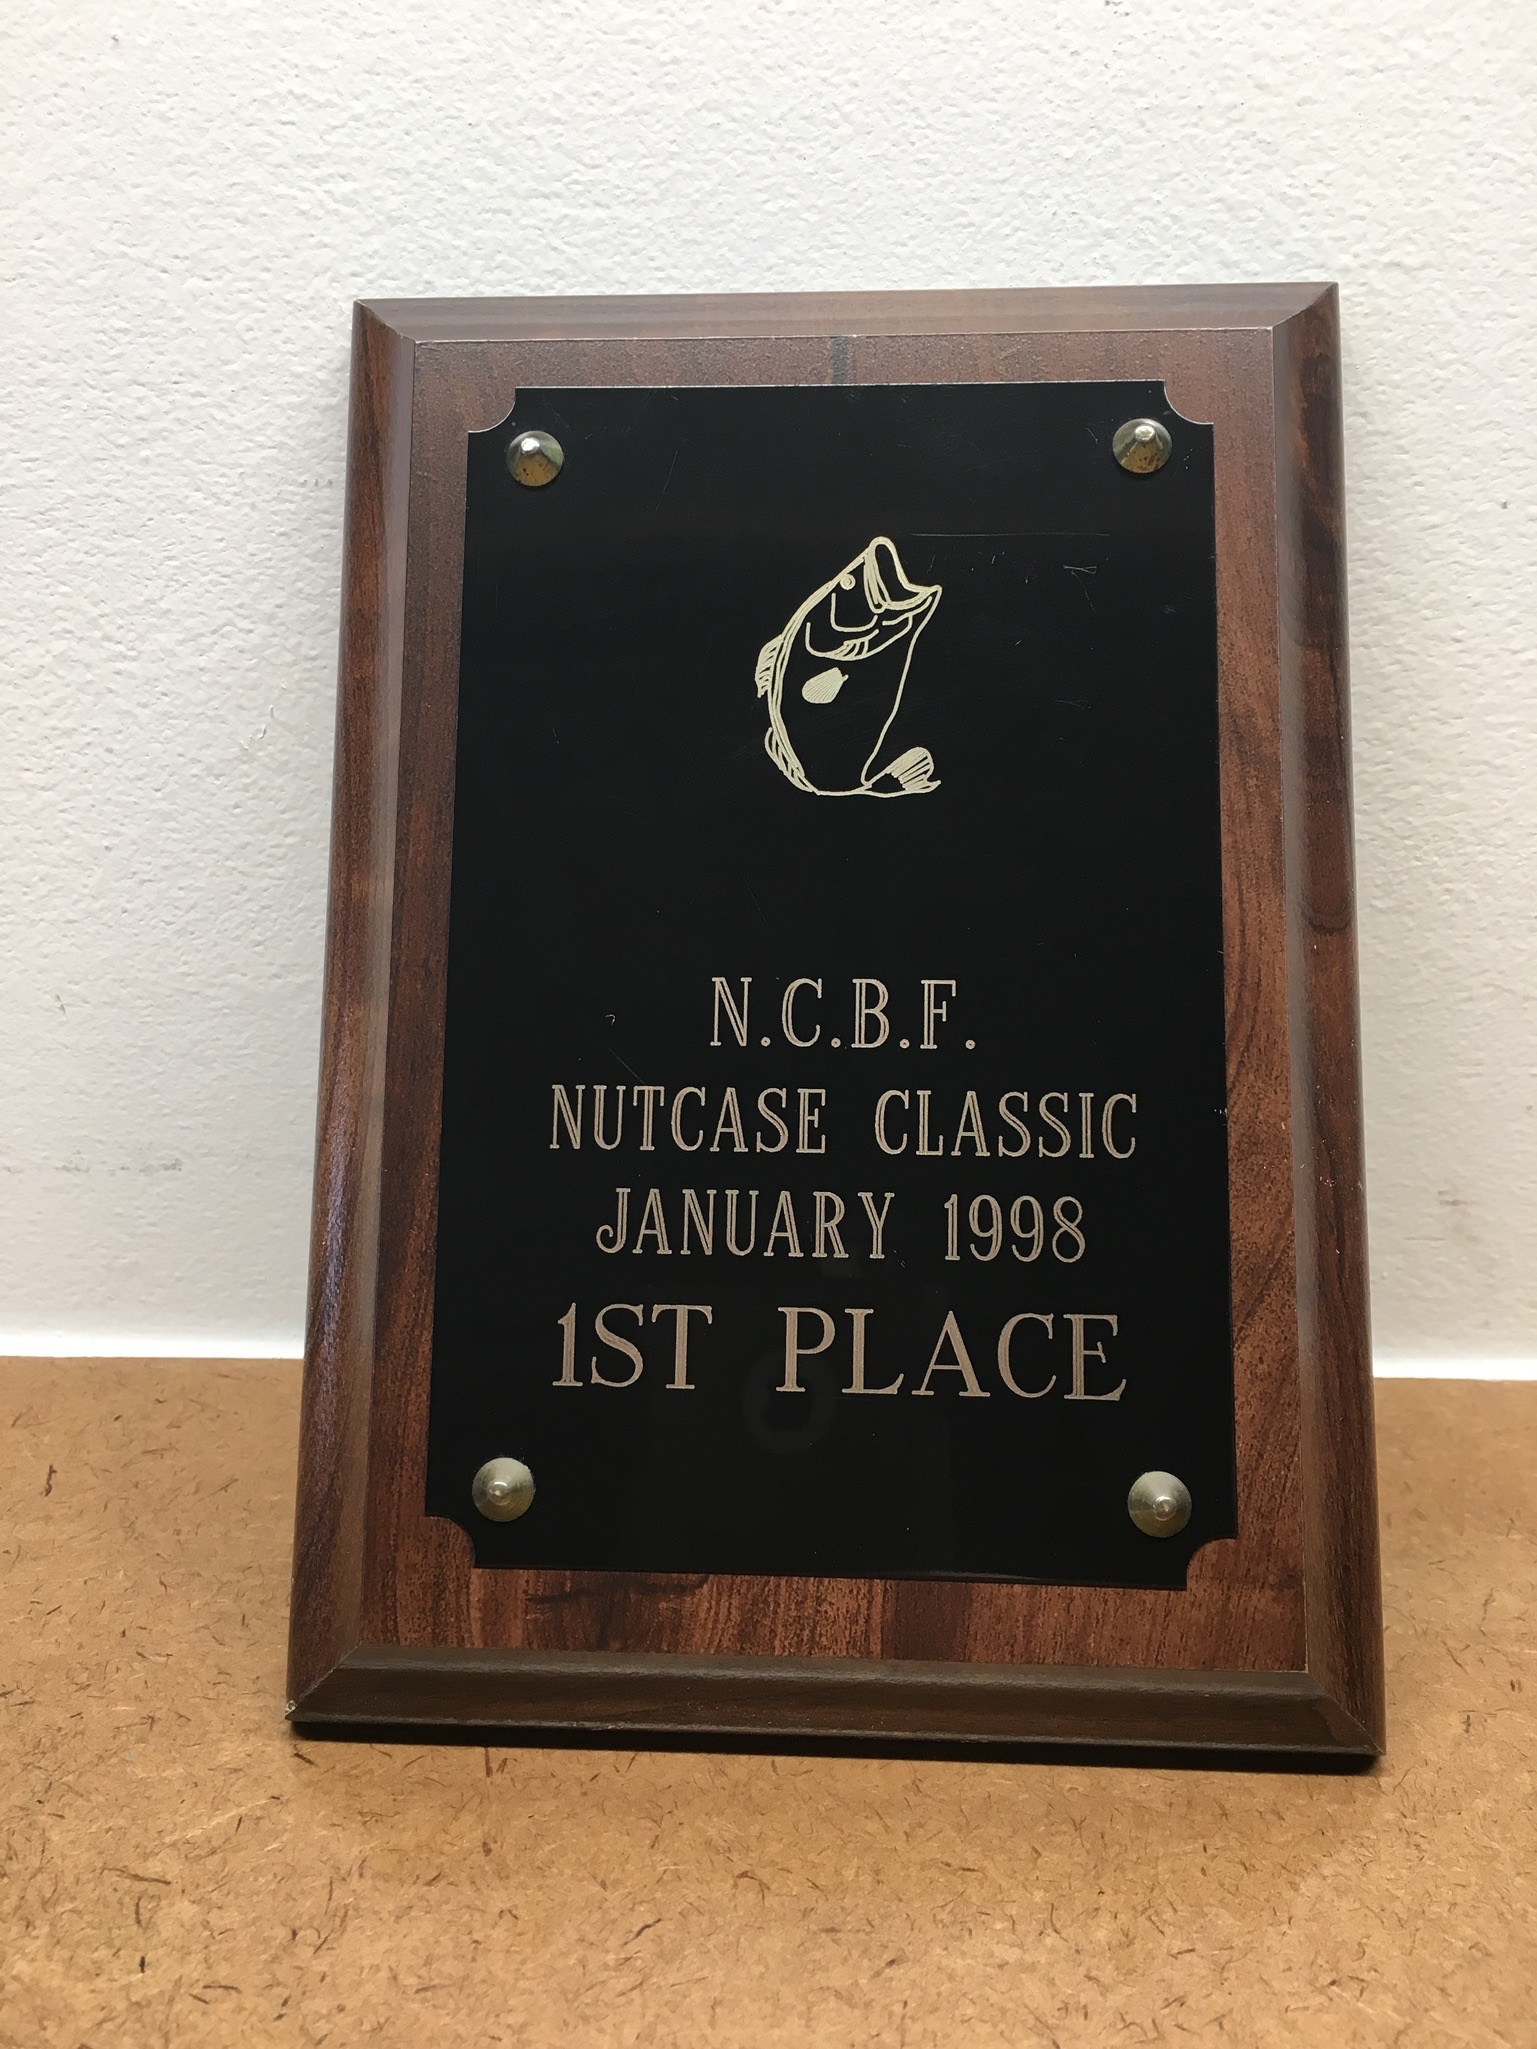 N.C.B.F.
NUTCASE CLASSIC
JANUARY 1998
1ST PLACE